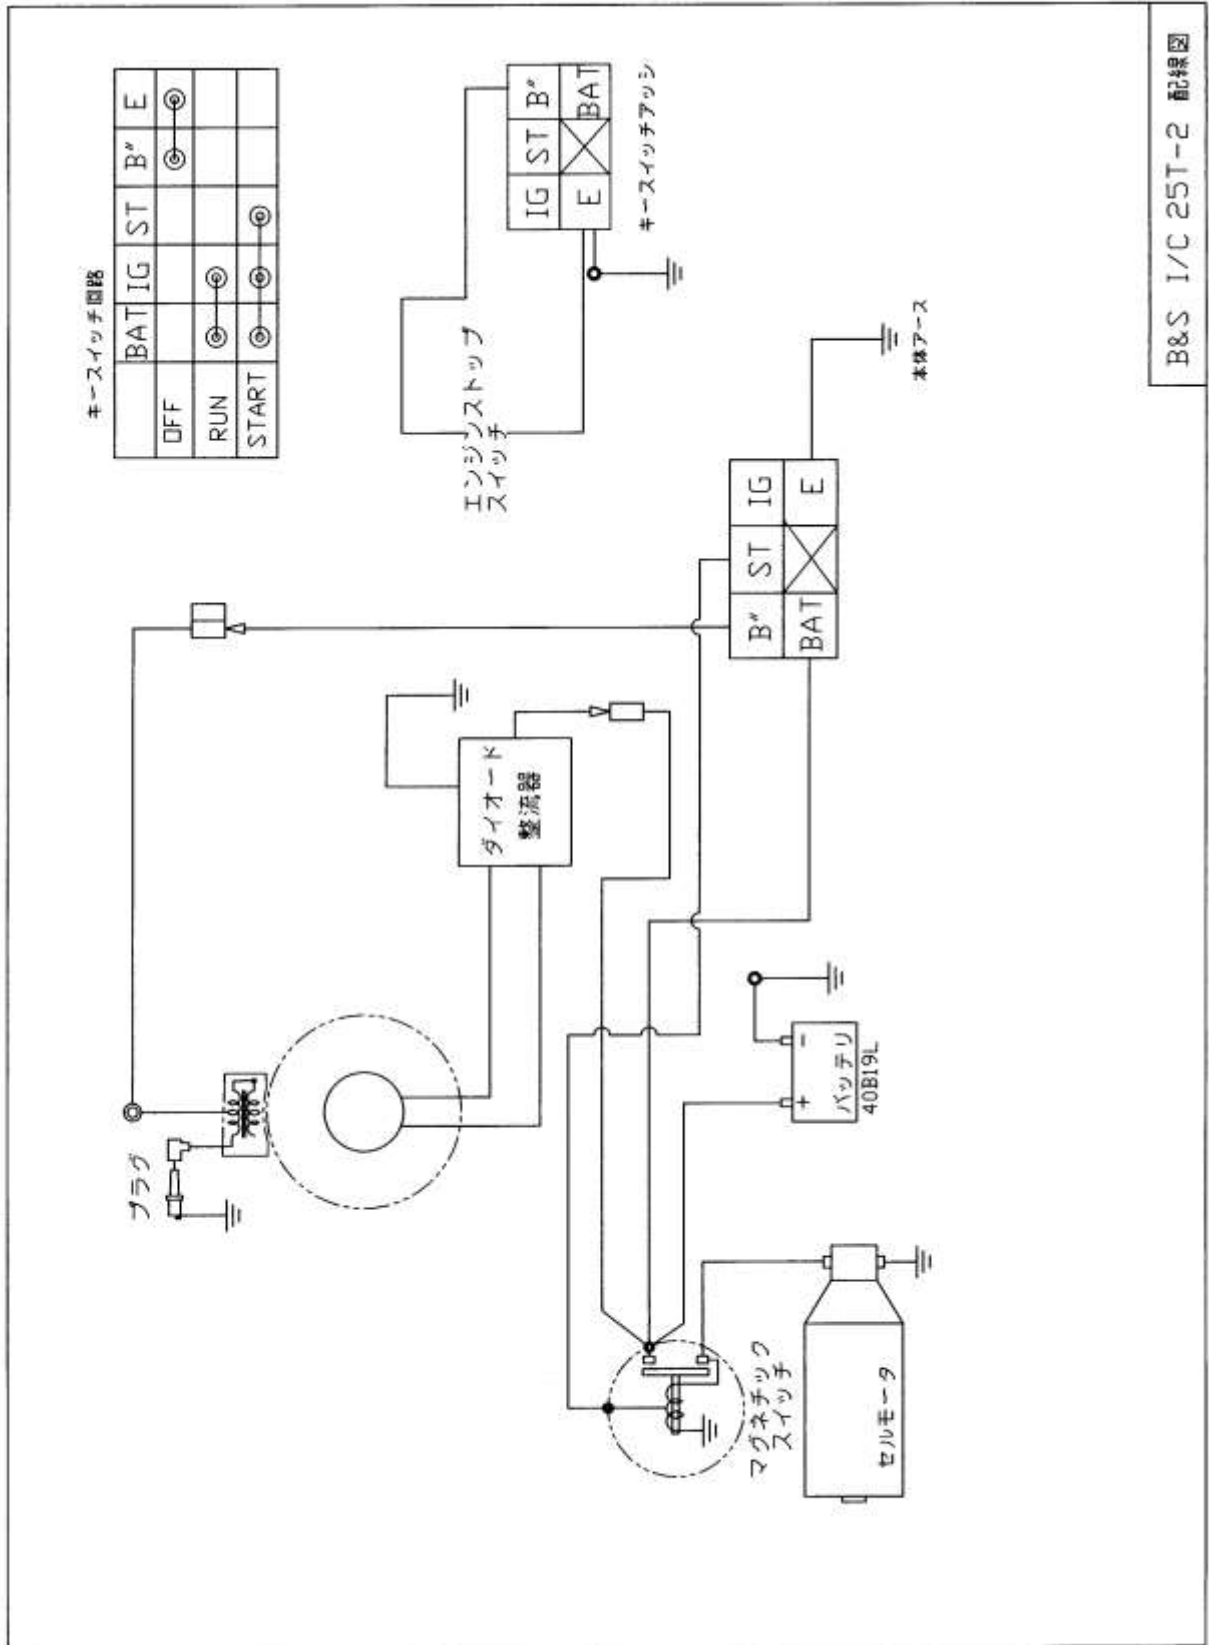 キースイッチ回路
BAT IG ST B″ E
OFF
RUN
START
プラグ
エンジンストップ
スイッチ
ダイオード
整流器
IG ST B″
E BAT
キースイッチアッシ
マグネチック
スイッチ
B″ ST IG
BAT E
バッテリ
40B19L
セルモータ
本体アース
B&S I/C 25T-2 配線図